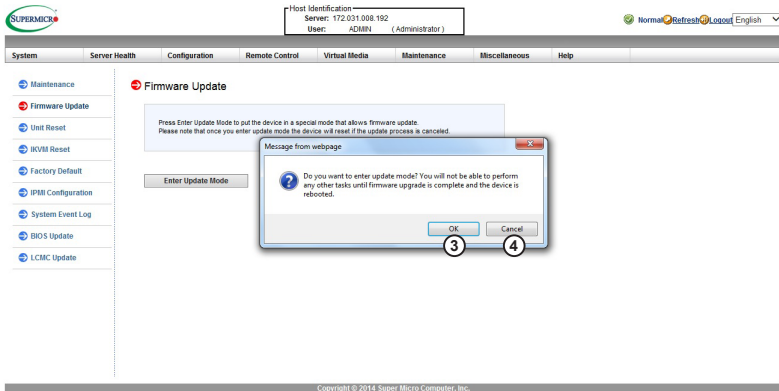 SUPERMICRO
Host Identification
Server: 172.031.008.192
User: ADMIN (Administrator)
Normal Refresh Logout English
System Server Health Configuration Remote Control Virtual Media Maintenance Miscellaneous Help
Maintenance
Firmware Update
Unit Reset
IKVM Reset
Factory Default
IPMI Configuration
System Event Log
BIOS Update
LCMC Update
Firmware Update
Press Enter Update Mode to put the device in a special mode that allows firmware update.
Please note that once you enter update mode the device will reset if the update process is canceled.
Enter Update Mode
Message from webpage
Do you want to enter update mode? You will not be able to perform
any other tasks until firmware upgrade is complete and the device is
rebooted.
OK Cancel
3 4
Copyright © 2014 Super Micro Computer, Inc.